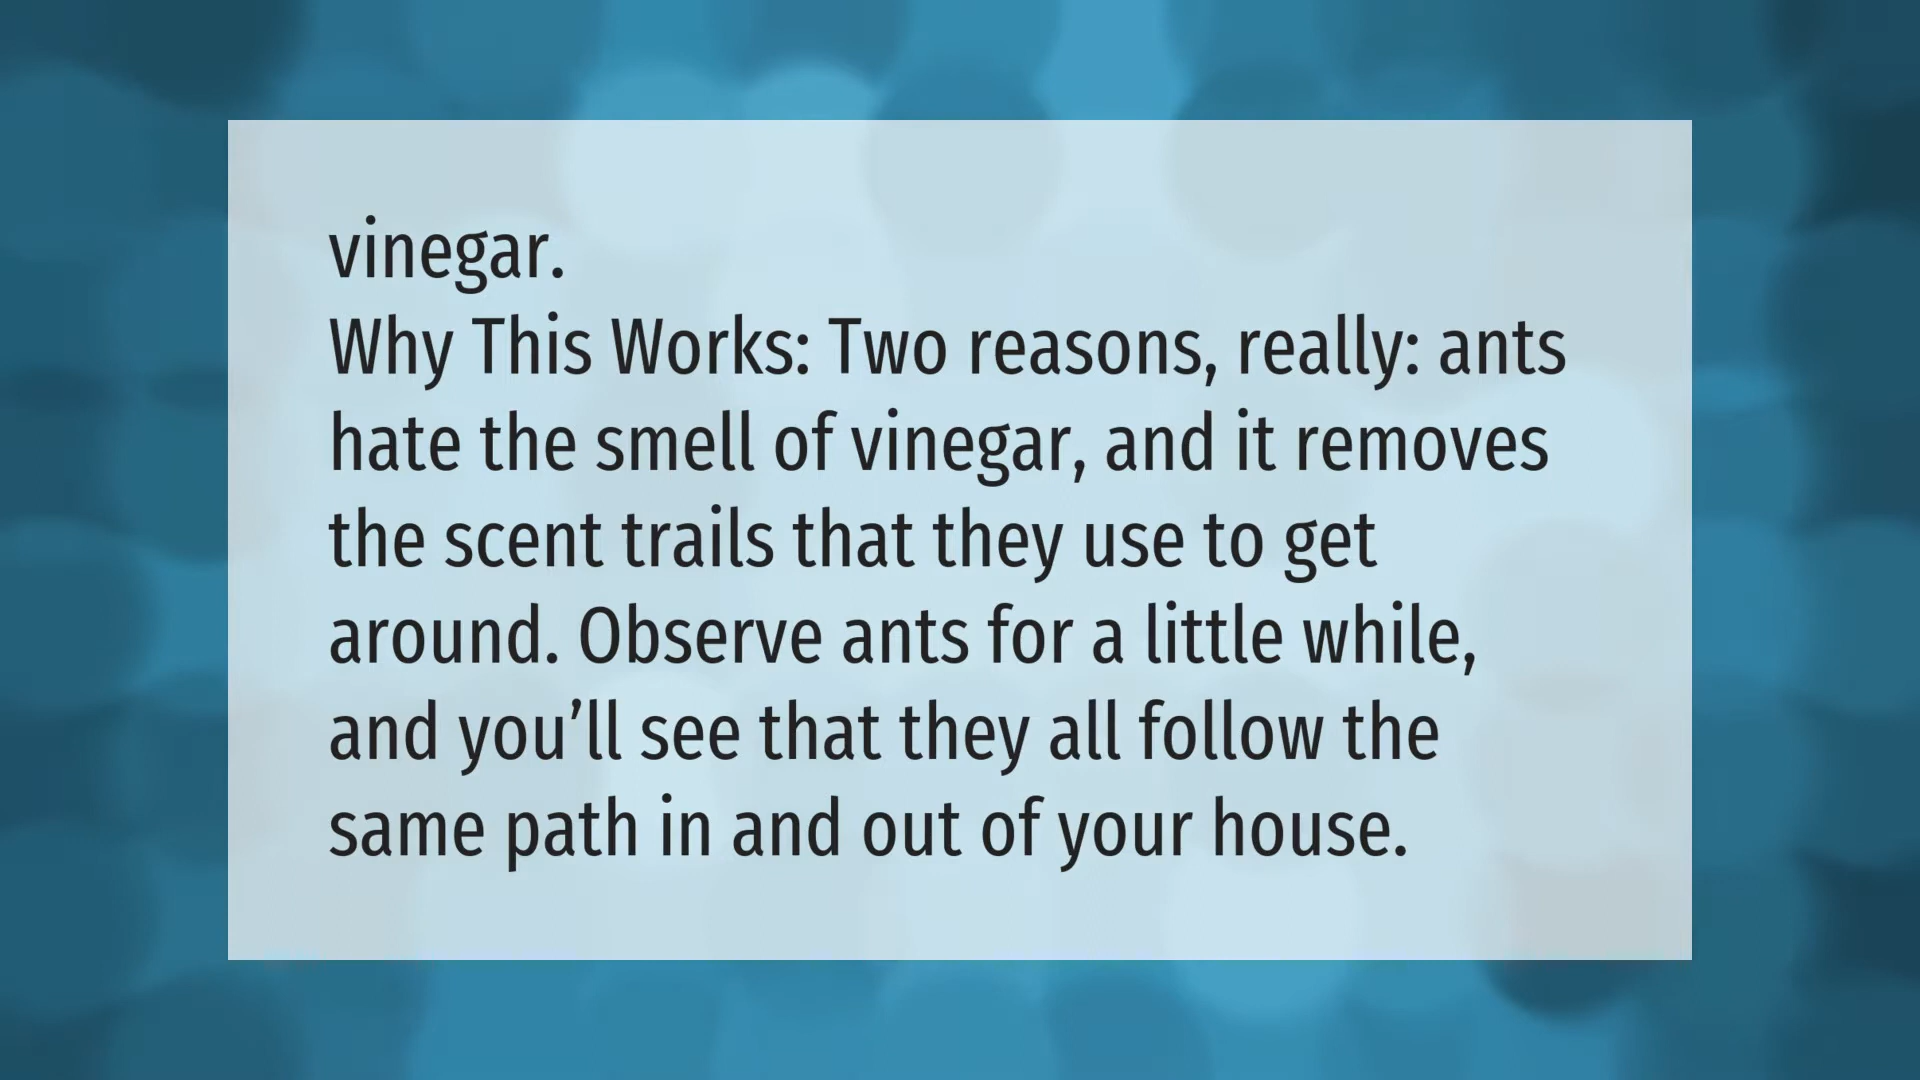 vinegar.
Why This Works: Two reasons, really: ants
hate the smell of vinegar, and it removes
the scent trails that they use to get
around. Observe ants for a little while,
and you’ll see that they all follow the
same path in and out of your house.